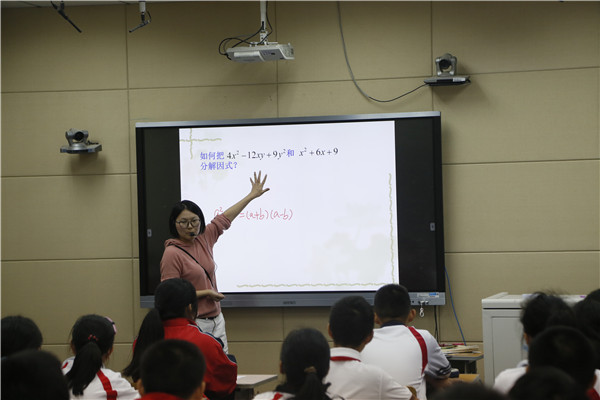 如何把 4x² −12xy+9y² 和 x² +6x+9
分解因式?
=(a+b)(a-b)